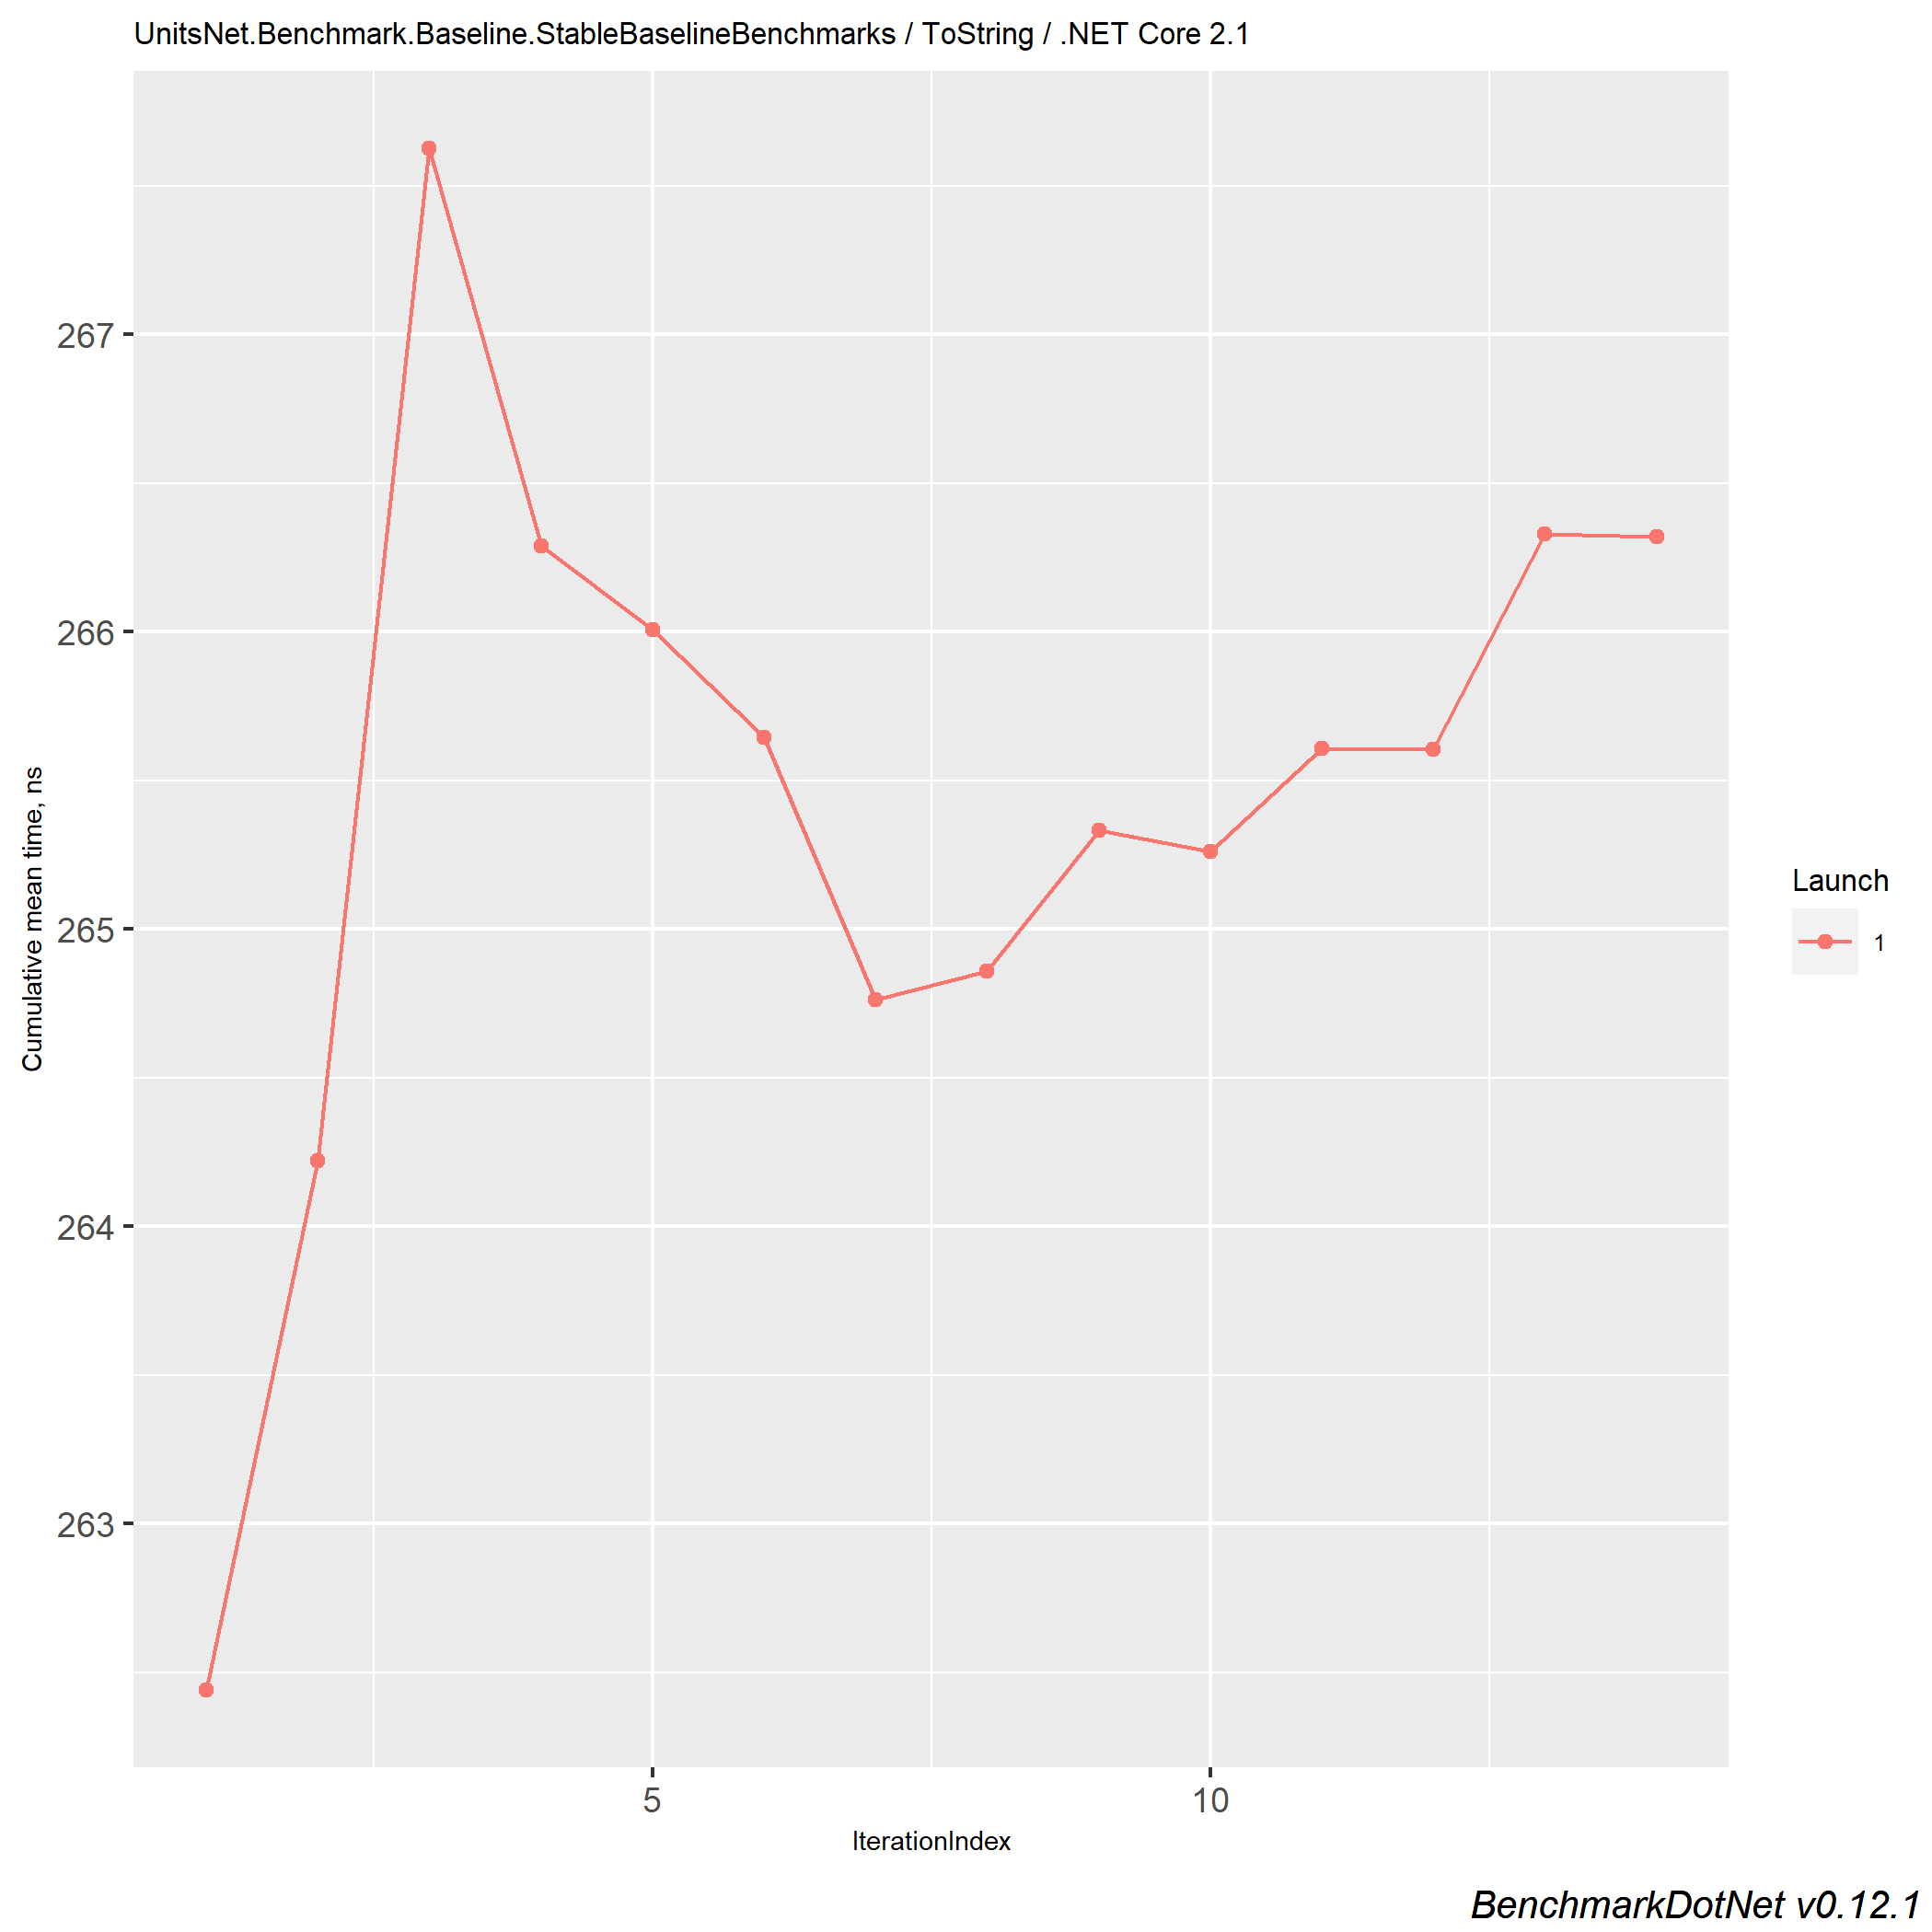 UnitsNet.Benchmark.Baseline.StableBaselineBenchmarks / ToString / .NET Core 2.1
Cumulative mean time, ns
267
266
265
264
263
5
10
IterationIndex
Launch
1
BenchmarkDotNet v0.12.1